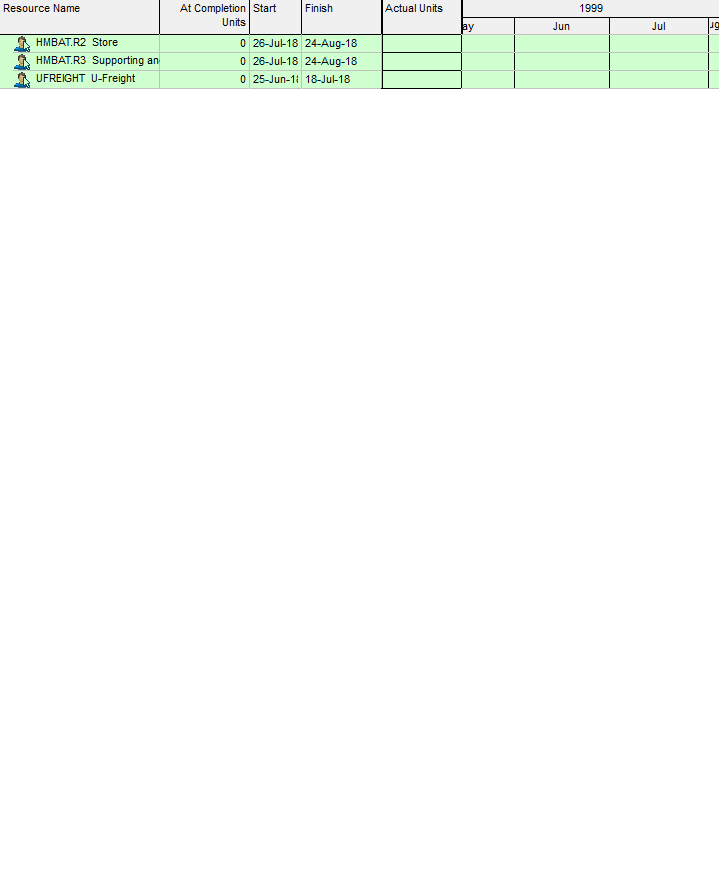 Resource Name At Completion Units Start Finish Actual Units 1999
ay Jun Jul ug
HMBAT.R2 Store 0 26-Jul-18 24-Aug-18
HMBAT.R3 Supporting an 0 26-Jul-18 24-Aug-18
UFREIGHT U-Freight 0 25-Jun-18 18-Jul-18